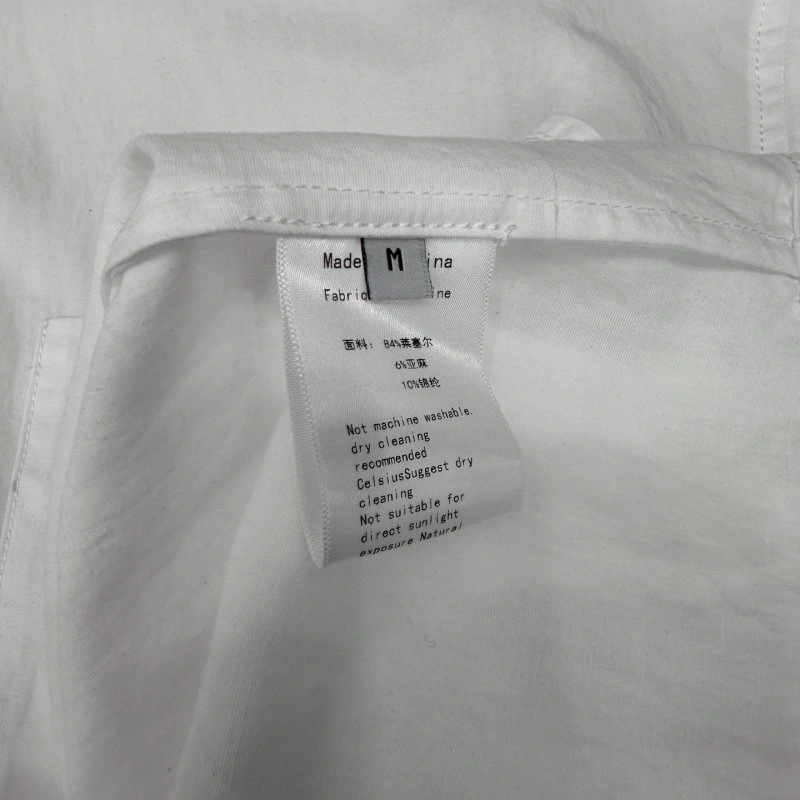 Made ina
M
Fabric ine
面料: 84%莱塞尔
6%亚麻
10%锦纶
Not machine washable,
dry cleaning
recommended
CelsiusSuggest dry
cleaning
Not suitable for
direct sunlight
exposure Natural